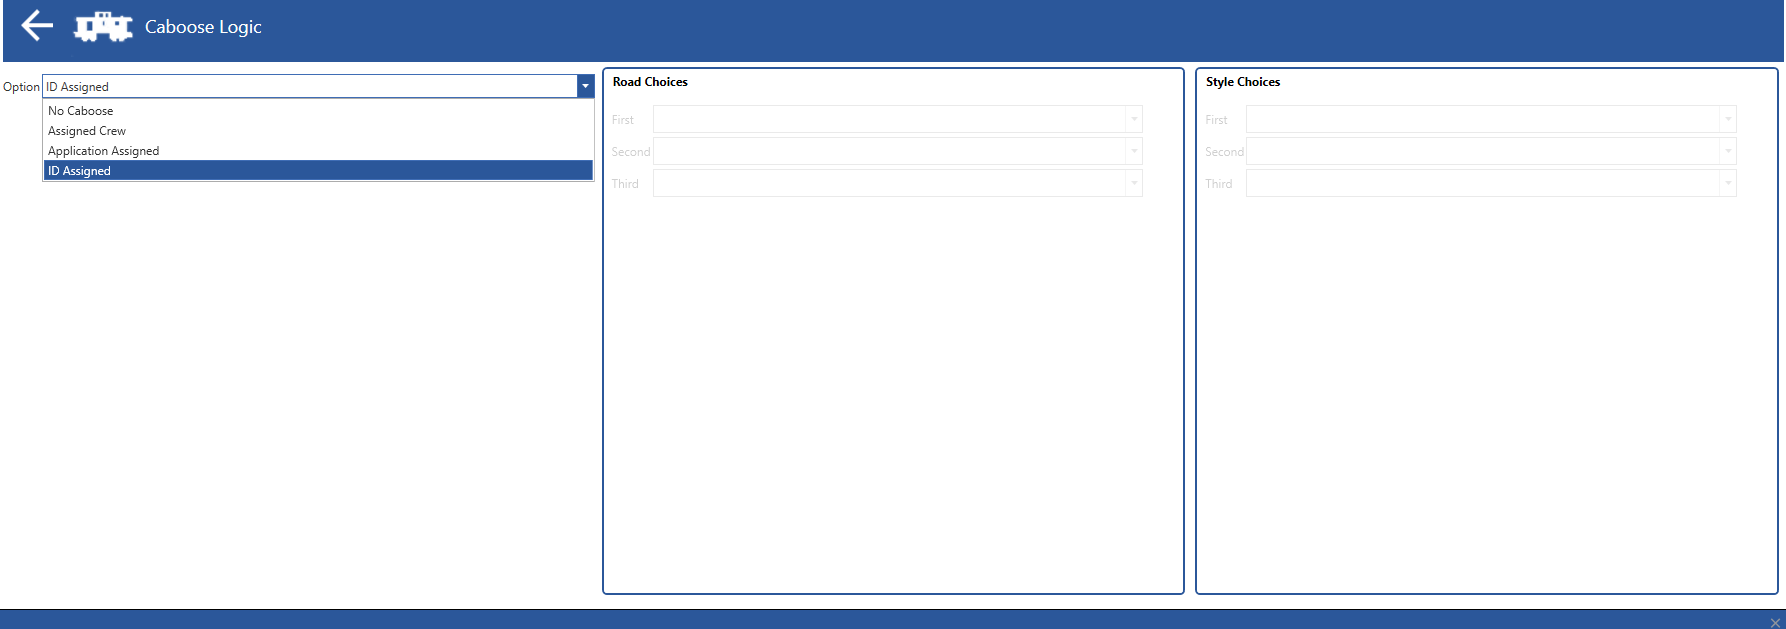 Caboose Logic
Option ID Assigned
No Caboose
Assigned Crew
Application Assigned
ID Assigned
Road Choices
First
Second
Third
Style Choices
First
Second
Third